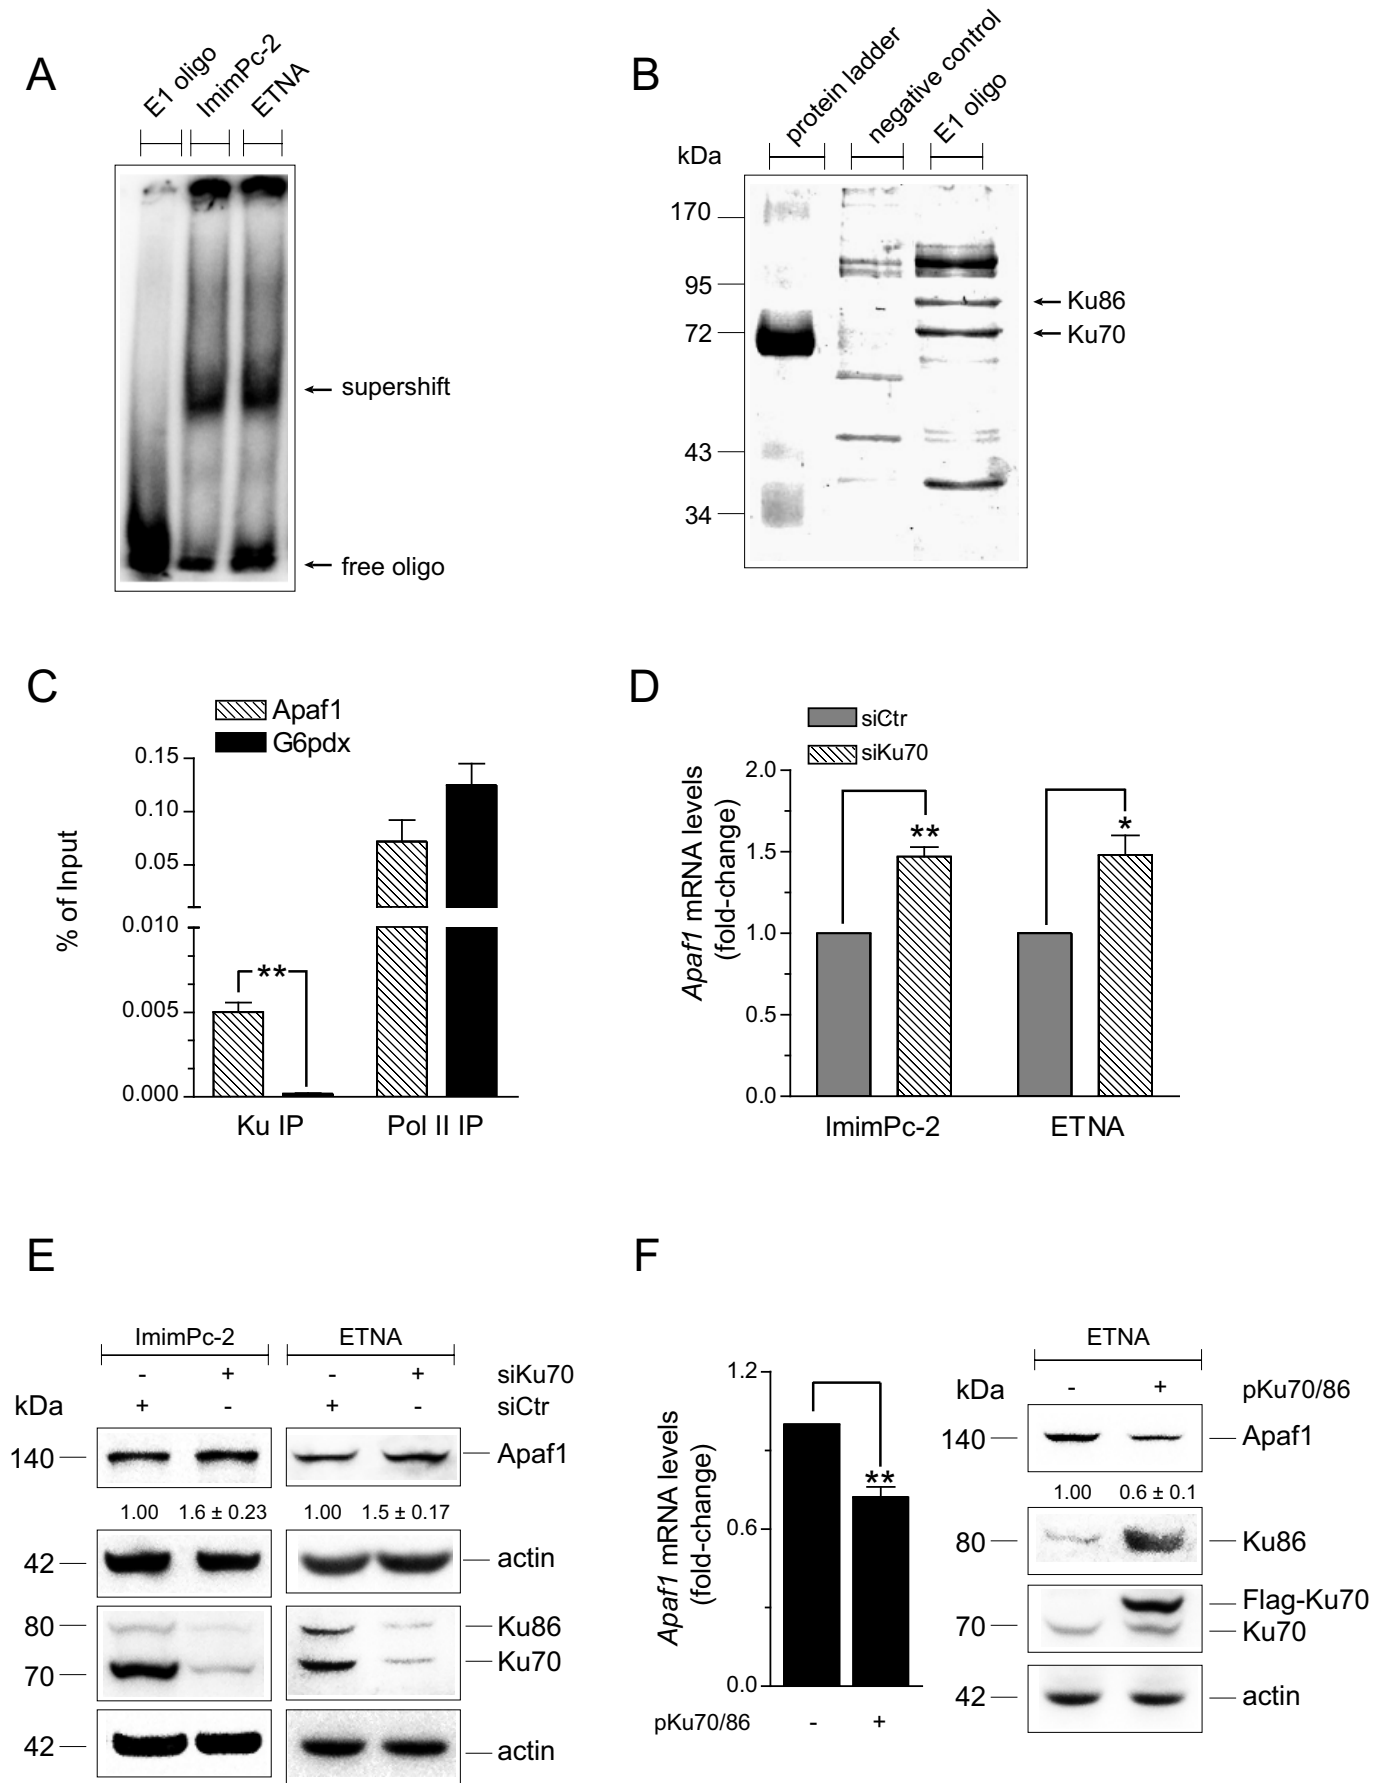 A
E1 oligo
ImimPc-2
ETNA
supershift
free oligo
B
protein ladder
negative control
E1 oligo
kDa
170
95
72
43
34
Ku86
Ku70
C
Apaf1
G6pdx
% of Input
0.15
0.10
0.05
0.010
0.005
0.000
**
Ku IP
Pol II IP
D
siCtr
siKu70
Apaf1 mRNA levels
(fold-change)
2.0
1.5
1.0
0.5
0.0
**
*
ImimPc-2
ETNA
E
ImimPc-2
ETNA
- + - + siKu70
kDa + - + - siCtr
140 Apaf1
1.00 1.6 ± 0.23 1.00 1.5 ± 0.17
42 actin
80 Ku86
70 Ku70
42 actin
F
Apaf1 mRNA levels
(fold-change)
1.2
0.6
0.0
**
pKu70/86 - +
ETNA
kDa - + pKu70/86
140 Apaf1
1.00 0.6 ± 0.1
80 Ku86
Flag-Ku70
70 Ku70
42 actin